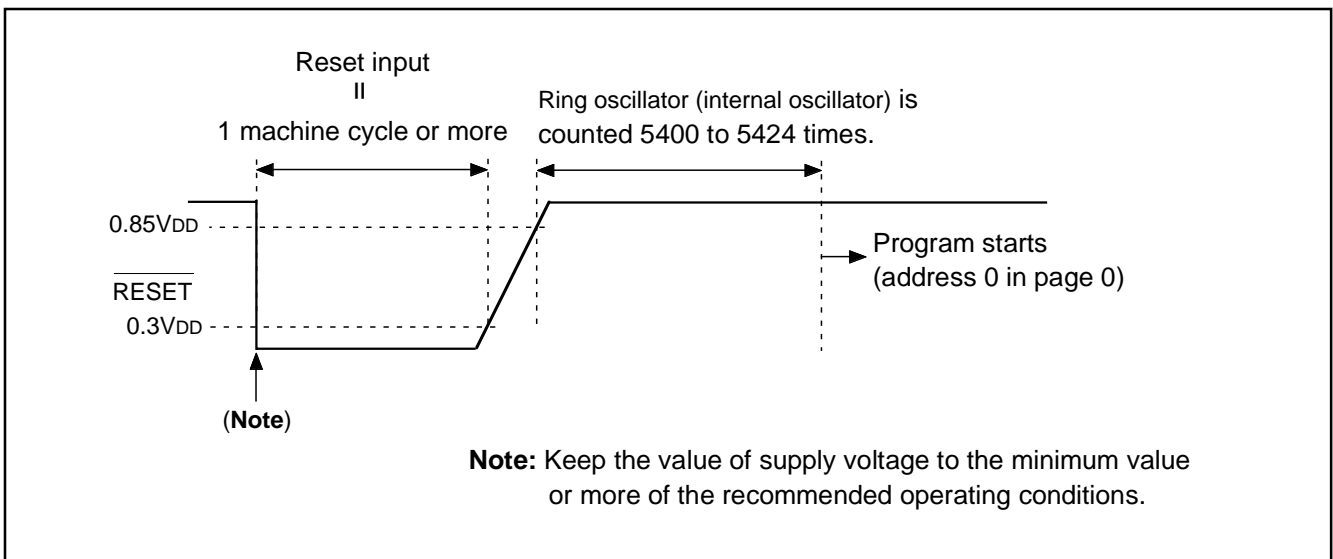 Reset input
=
1 machine cycle or more
Ring oscillator (internal oscillator) is
counted 5400 to 5424 times.
0.85VDD
RESET
0.3VDD
Program starts
(address 0 in page 0)
(Note)
Note: Keep the value of supply voltage to the minimum value
or more of the recommended operating conditions.